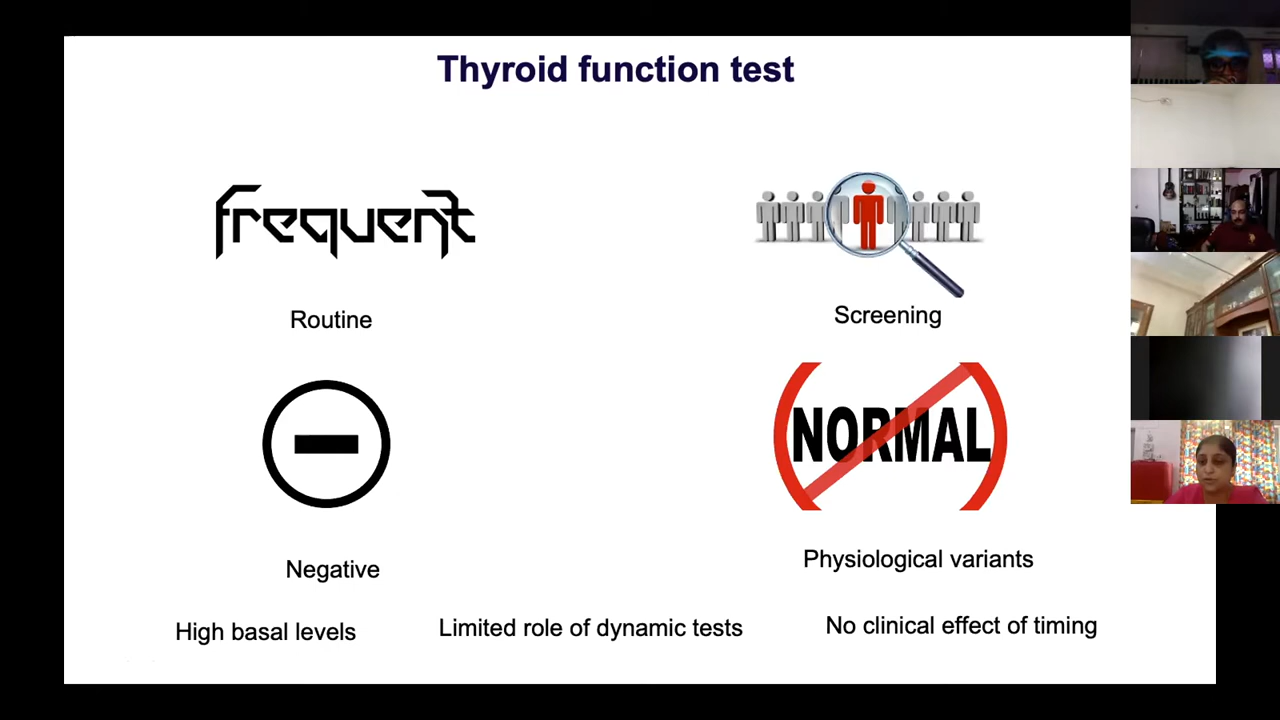 Thyroid function test
frequent
Routine
Screening
NORMAL
Negative
Physiological variants
High basal levels
Limited role of dynamic tests
No clinical effect of timing